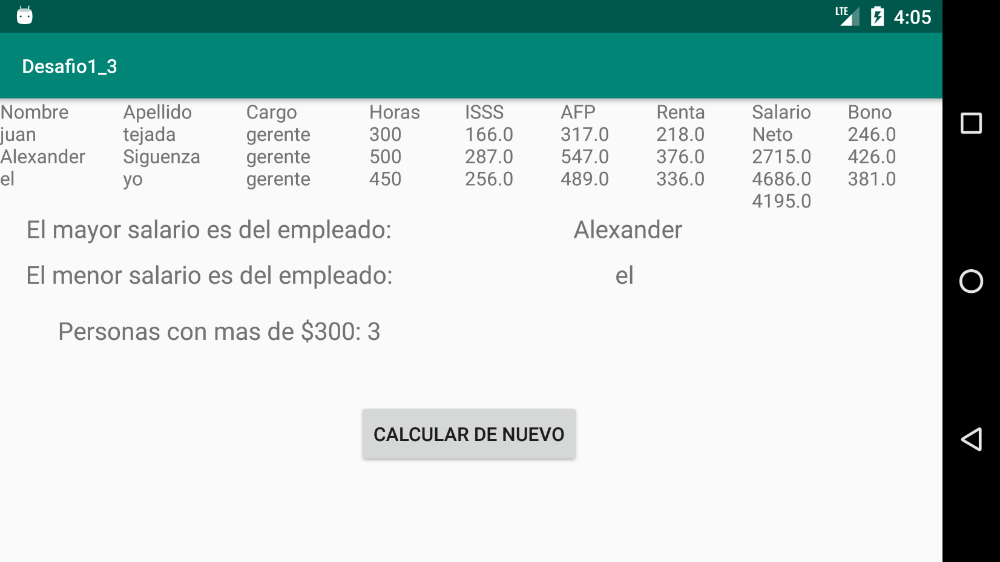 LTE 4:05
Desafio1_3
Nombre Apellido Cargo Horas ISSS AFP Renta Salario Bono
juan tejada gerente 300 166.0 317.0 218.0 Neto 246.0
Alexander Siguenza gerente 500 287.0 547.0 376.0 2715.0 426.0
el yo gerente 450 256.0 489.0 336.0 4686.0 381.0
4195.0
El mayor salario es del empleado: Alexander
El menor salario es del empleado: el
Personas con mas de $300: 3
CALCULAR DE NUEVO